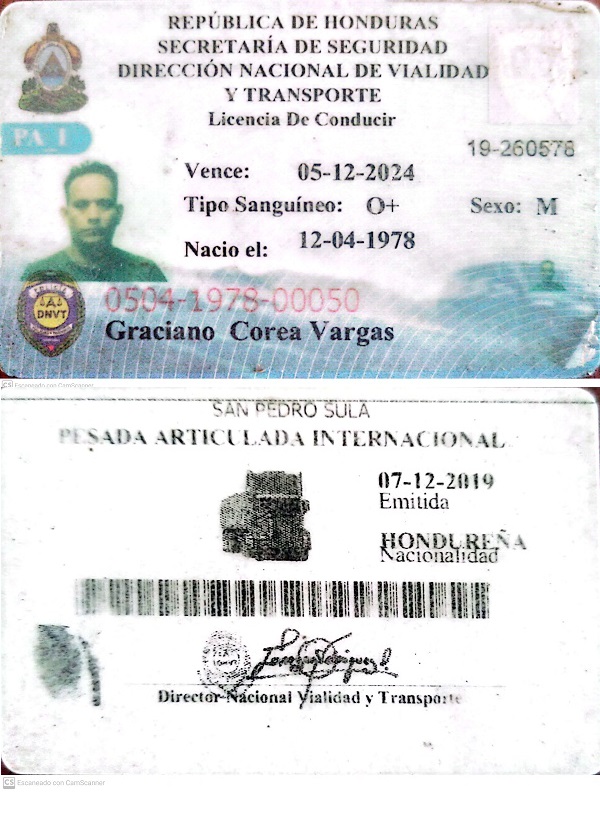 REPÚBLICA DE HONDURAS
SECRETARÍA DE SEGURIDAD
DIRECCIÓN NACIONAL DE VIALIDAD
Y TRANSPORTE
Licencia De Conducir
PA_I
19-260578
Vence: 05-12-2024
Tipo Sanguíneo: O+ Sexo: M
Nacio el: 12-04-1978
DNVT
0504-1978-00050
Graciano Corea Vargas
CS Escaneado con CamScanner
SAN PEDRO SULA
PESADA ARTICULADA INTERNACIONAL
07-12-2019
Emitida
HONDUREÑA
Nacionalidad
Director Nacional Vialidad y Transporte
CS Escaneado con CamScanner